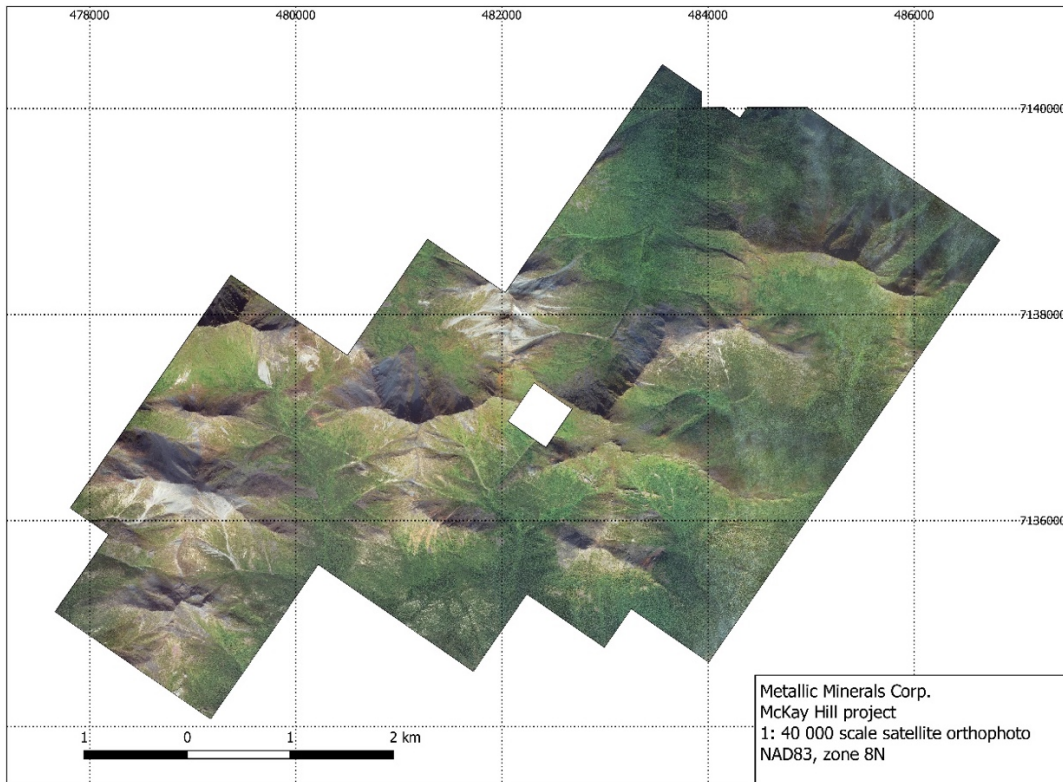 478000 480000 482000 484000 486000
7140000
7138000
7136000
1 0 1 2 km
Metallic Minerals Corp.
McKay Hill project
1: 40 000 scale satellite orthophoto
NAD83, zone 8N